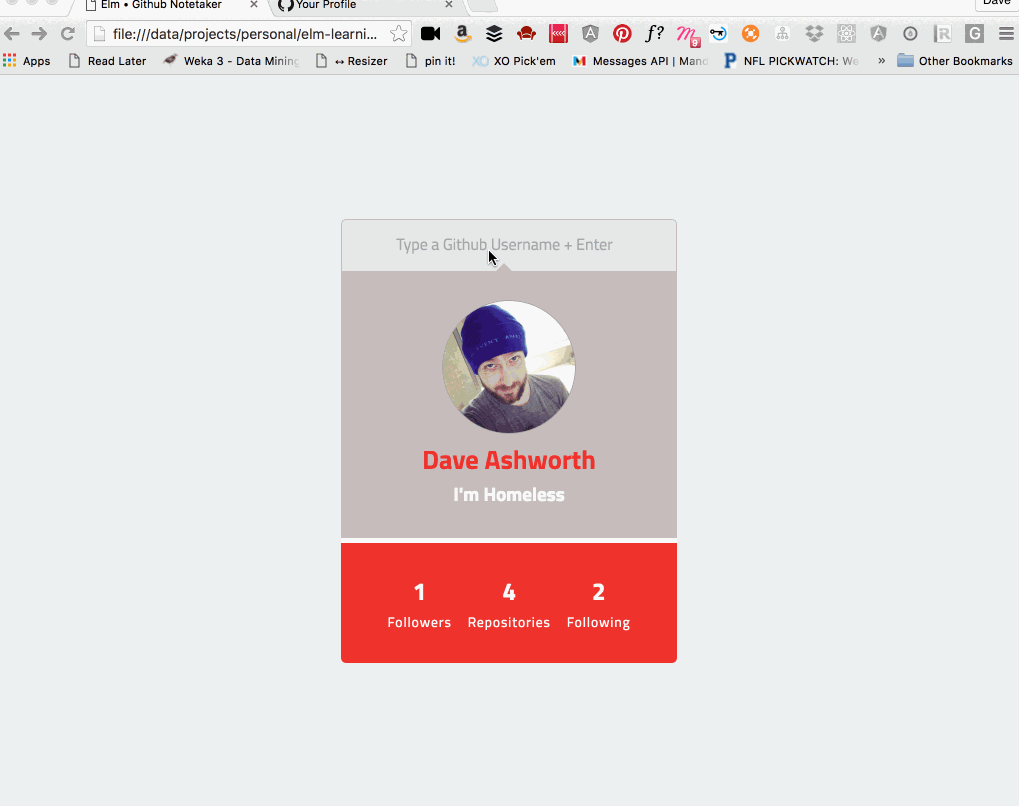 Elm • Github Notetaker
Your Profile
Dave
file:///data/projects/personal/elm-learni...
f?
9
Apps
Read Later
Weka 3 - Data Mining
↔ Resizer
pin it!
XO Pick'em
Messages API | Mand
NFL PICKWATCH: We
»
Other Bookmarks
Type a Github Username + Enter
Dave Ashworth
I'm Homeless
1 4 2
Followers Repositories Following